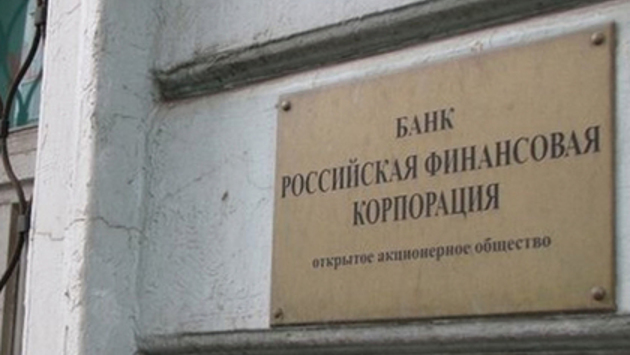 БАНК
РОССИЙСКАЯ ФИНАНСОВАЯ
КОРПОРАЦИЯ
открытое акционерное общество